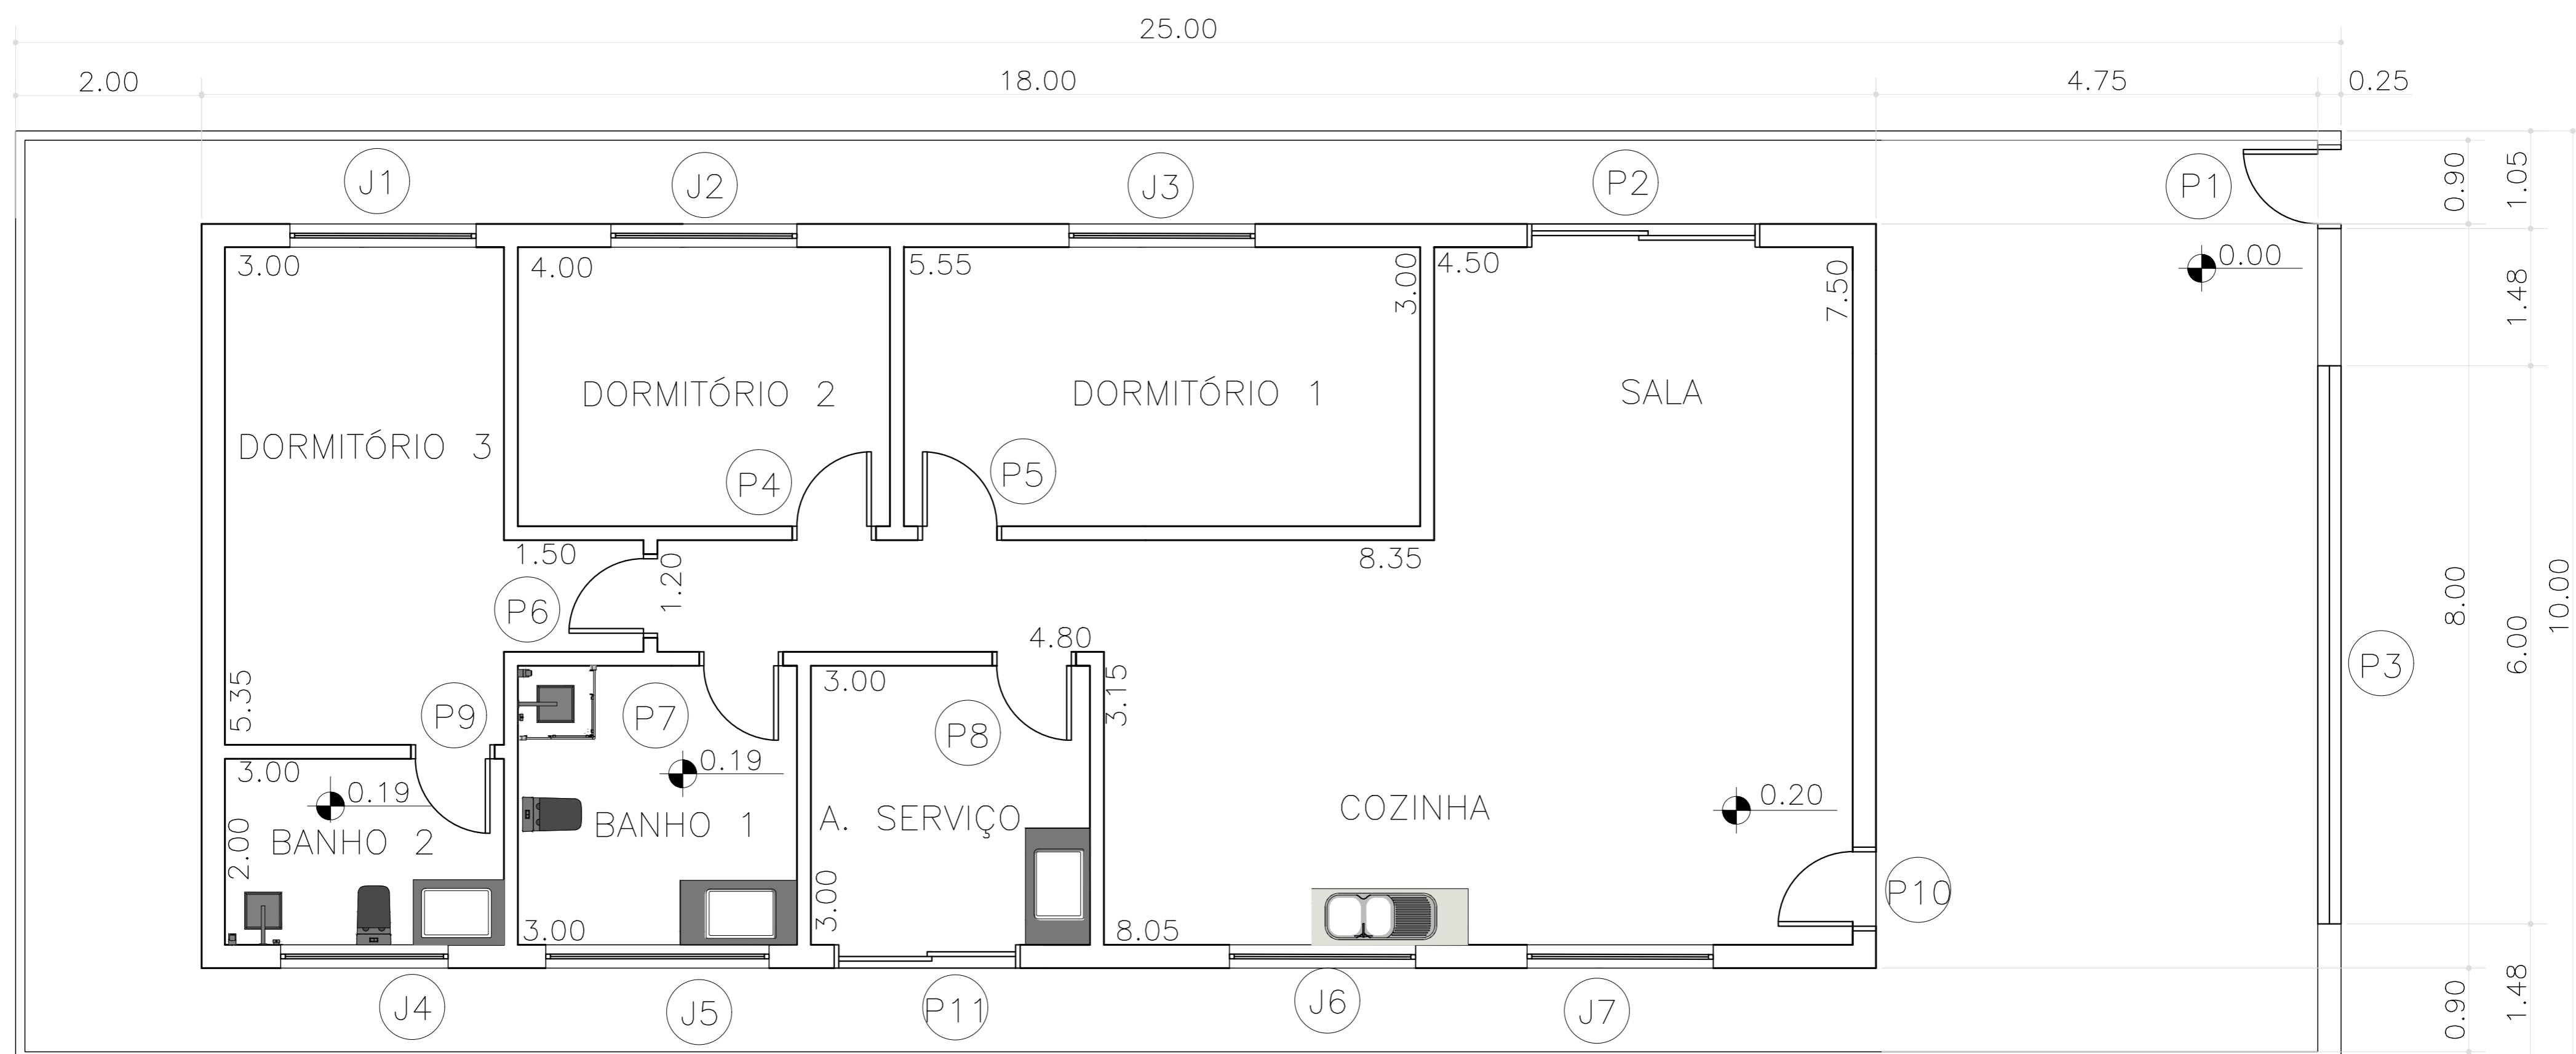 25.00
2.00
18.00
4.75
0.25
J1
J2
J3
P2
P1
0.90
1.05
3.00
4.00
5.55
3.00
4.50
7.50
0.00
1.48
DORMITÓRIO 3
DORMITÓRIO 2
DORMITÓRIO 1
SALA
P4
P5
1.50
1.20
8.35
P6
4.80
8.00
6.00
10.00
P3
5.35
P9
P7
3.00
P8
3.15
3.00
0.19
0.19
BANHO 2
2.00
BANHO 1
A. SERVIÇO
COZINHA
0.20
P10
3.00
3.00
8.05
J4
J5
P11
J6
J7
0.90
1.48